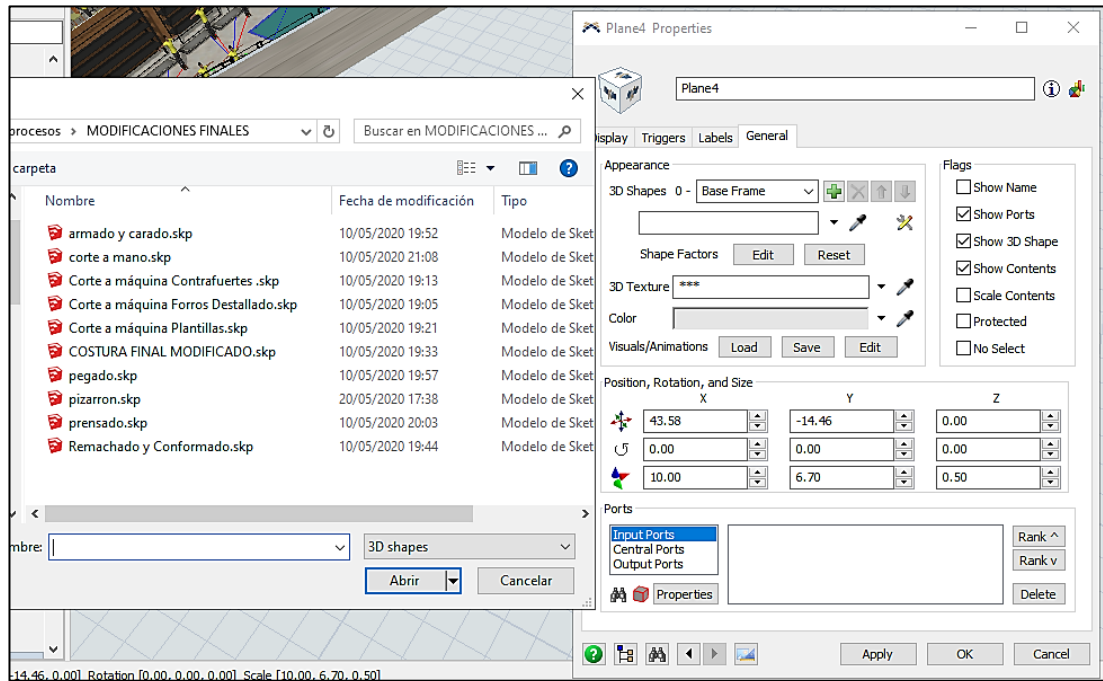 procesos > MODIFICACIONES FINALES
Buscar en MODIFICACIONES ...
carpeta
Nombre Fecha de modificación Tipo
armado y carado.skp 10/05/2020 19:52 Modelo de Sket
corte a mano.skp 10/05/2020 21:08 Modelo de Sket
Corte a máquina Contrafuertes .skp 10/05/2020 19:13 Modelo de Sket
Corte a máquina Forros Destallado.skp 10/05/2020 19:05 Modelo de Sket
Corte a máquina Plantillas.skp 10/05/2020 19:21 Modelo de Sket
COSTURA FINAL MODIFICADO.skp 10/05/2020 19:33 Modelo de Sket
pegado.skp 10/05/2020 19:57 Modelo de Sket
pizarron.skp 20/05/2020 17:38 Modelo de Sket
prensado.skp 10/05/2020 20:03 Modelo de Sket
Remachado y Conformado.skp 10/05/2020 19:44 Modelo de Sket
mbre: 3D shapes
Abrir Cancelar
-14.46, 0.00] Rotation [0.00, 0.00, 0.00] Scale [10.00, 6.70, 0.50]
Plane4 Properties
Plane4
Display Triggers Labels General
Appearance
3D Shapes 0 - Base Frame
Shape Factors Edit Reset
3D Texture ***
Color
Visuals/Animations Load Save Edit
Flags
Show Name
Show Ports
Show 3D Shape
Show Contents
Scale Contents
Protected
No Select
Position, Rotation, and Size
X Y Z
43.58 -14.46 0.00
0.00 0.00 0.00
10.00 6.70 0.50
Ports
Input Ports
Central Ports
Output Ports
Properties
Rank ^
Rank v
Delete
Apply OK Cancel